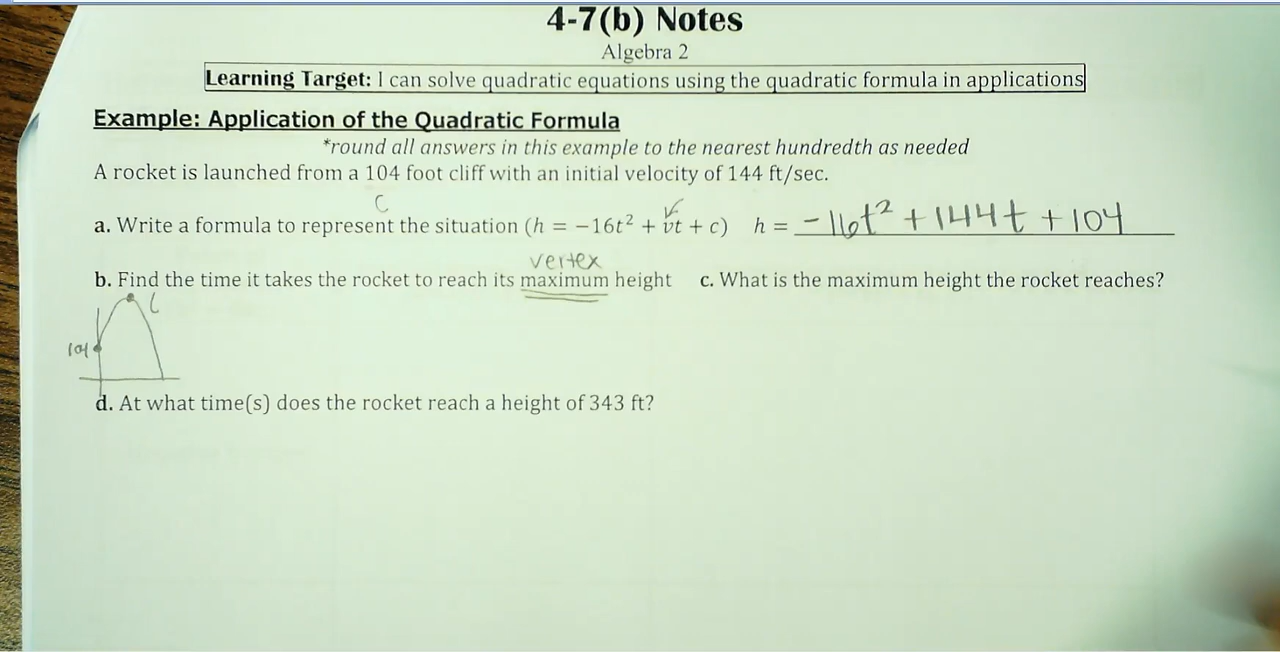 4-7(b) Notes
Algebra 2
Learning Target: I can solve quadratic equations using the quadratic formula in applications
Example: Application of the Quadratic Formula
*round all answers in this example to the nearest hundredth as needed
A rocket is launched from a 104 foot cliff with an initial velocity of 144 ft/sec.
C
a. Write a formula to represent the situation (h = −16t² + vt + c) h = -16t² + 144t + 104
vertex
b. Find the time it takes the rocket to reach its maximum height c. What is the maximum height the rocket reaches?
104
d. At what time(s) does the rocket reach a height of 343 ft?